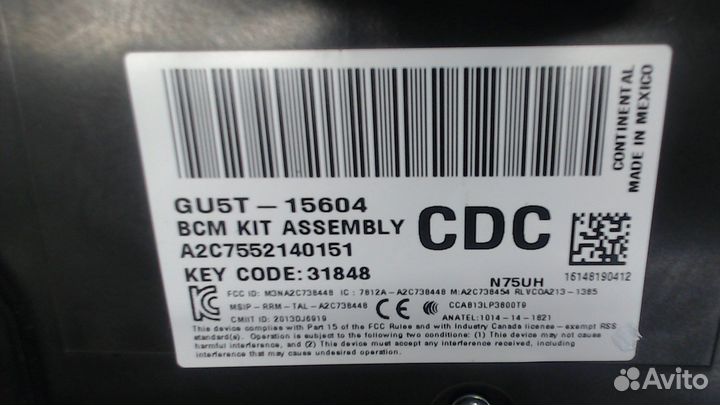 CONTINENTAL
MADE IN MEXICO
GU5T-15604
BCM KIT ASSEMBLY
A2C7552140151
KEY CODE:31848
CDC
N75UH
16148190412
FCC ID: M3NA2C738448 IC: 7812A-A2C738448 M:A2C738454 RLVCOA213-1385
MSIP-RRM-TAL-A2C738448 CE CCAB13LP3600T9
CMIIT ID: 2013DJ6919 ANATEL:1014-14-1821
This device complies with Part 15 of the FCC Rules and with Industry Canada license-exempt RSS
standard(s). Operation is subject to the following two conditions: (1) This device may not cause
harmful interference, and (2) This device must accept any interference received, including
interference that may cause undesired operation.
Avito